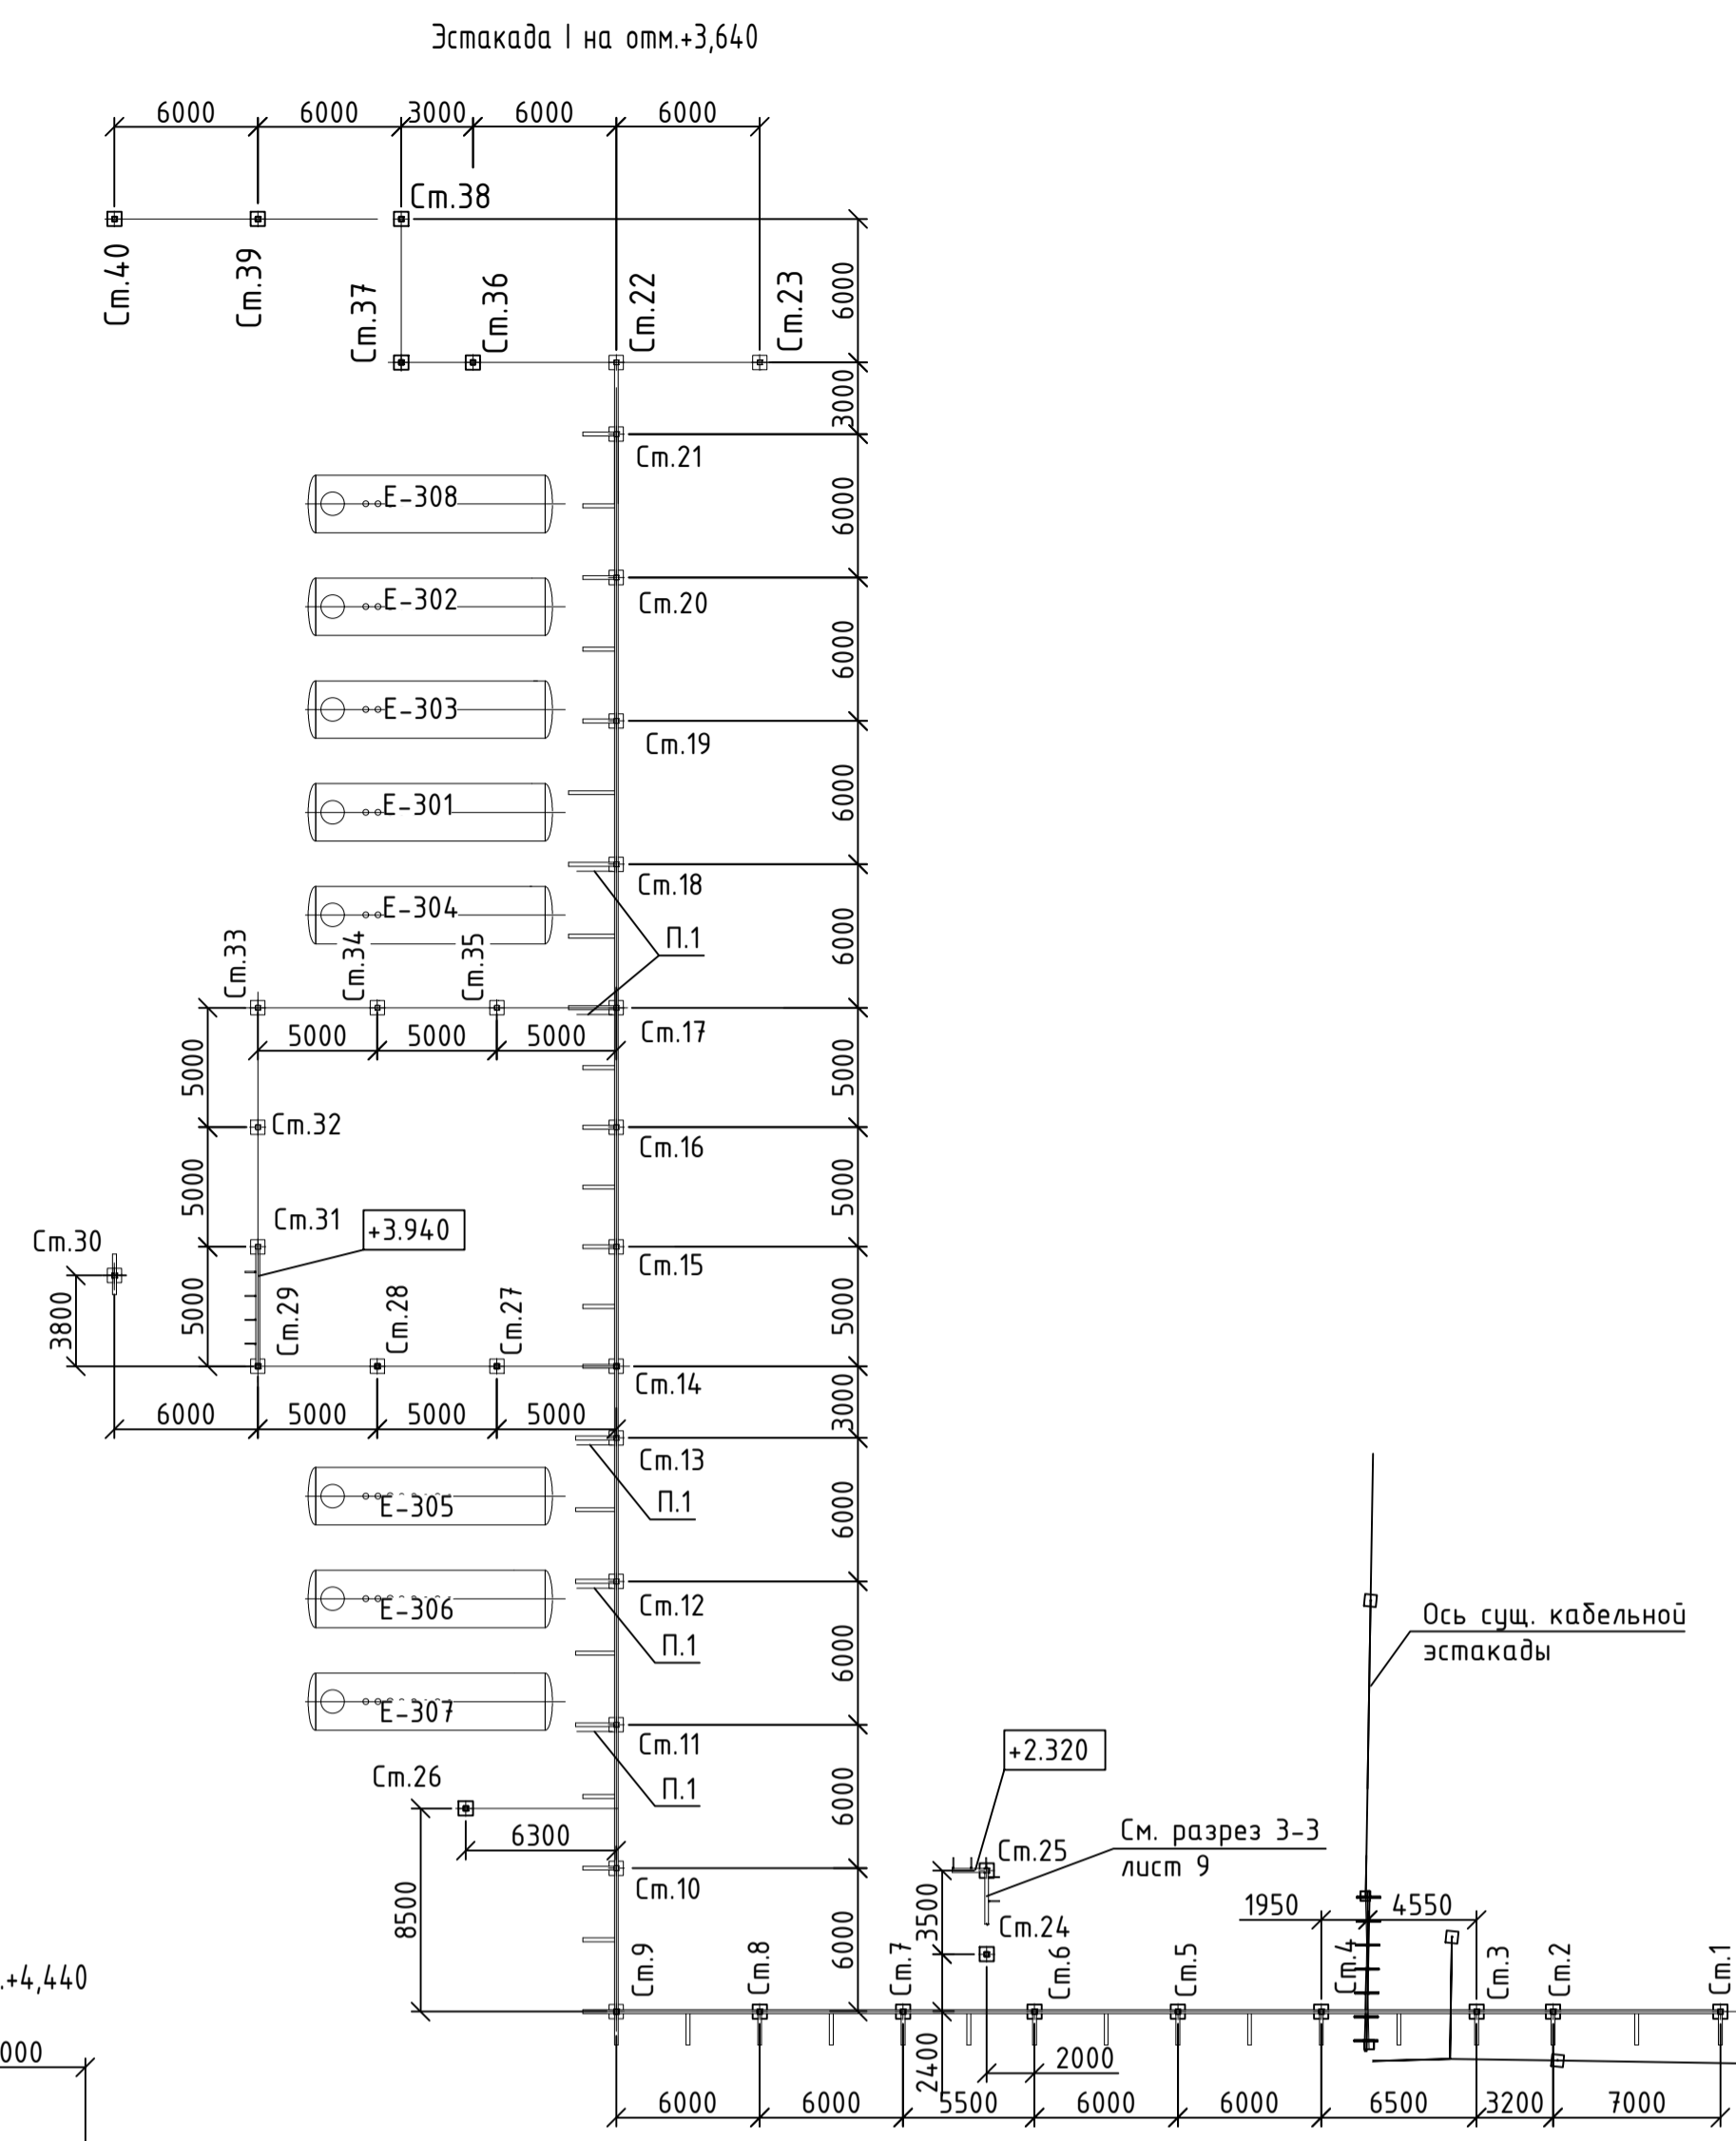 Эстакада I на отм.+3,640
6000
6000
3000
6000
6000
Ст.38
Ст.40
Ст.39
Ст.37
Ст.36
Ст.22
Ст.23
6000
3000
Ст.21
Е-308
6000
Е-302
Ст.20
6000
Е-303
Ст.19
6000
Е-301
Ст.18
Е-304
П.1
6000
Ст.33
Ст.34
Ст.35
Ст.17
5000
5000
5000
5000
5000
Ст.32
Ст.16
5000
5000
Ст.31
+3.940
Ст.30
Ст.15
3800
5000
Ст.29
Ст.28
Ст.27
5000
Ст.14
6000
5000
5000
5000
3000
Ст.13
П.1
Е-305
6000
Ст.12
Е-306
П.1
6000
Ось сущ. кабельной
эстакады
Е-307
Ст.11
П.1
+2.320
Ст.26
6000
6300
См. разрез 3-3
лист 9
Ст.25
Ст.10
8500
3500
1950
4550
Ст.24
6000
Ст.9
Ст.8
Ст.7
Ст.6
Ст.5
Ст.4
Ст.3
Ст.2
Ст.1
.+4,440
000
2400
2000
6000
6000
5500
6000
6000
6500
3200
7000